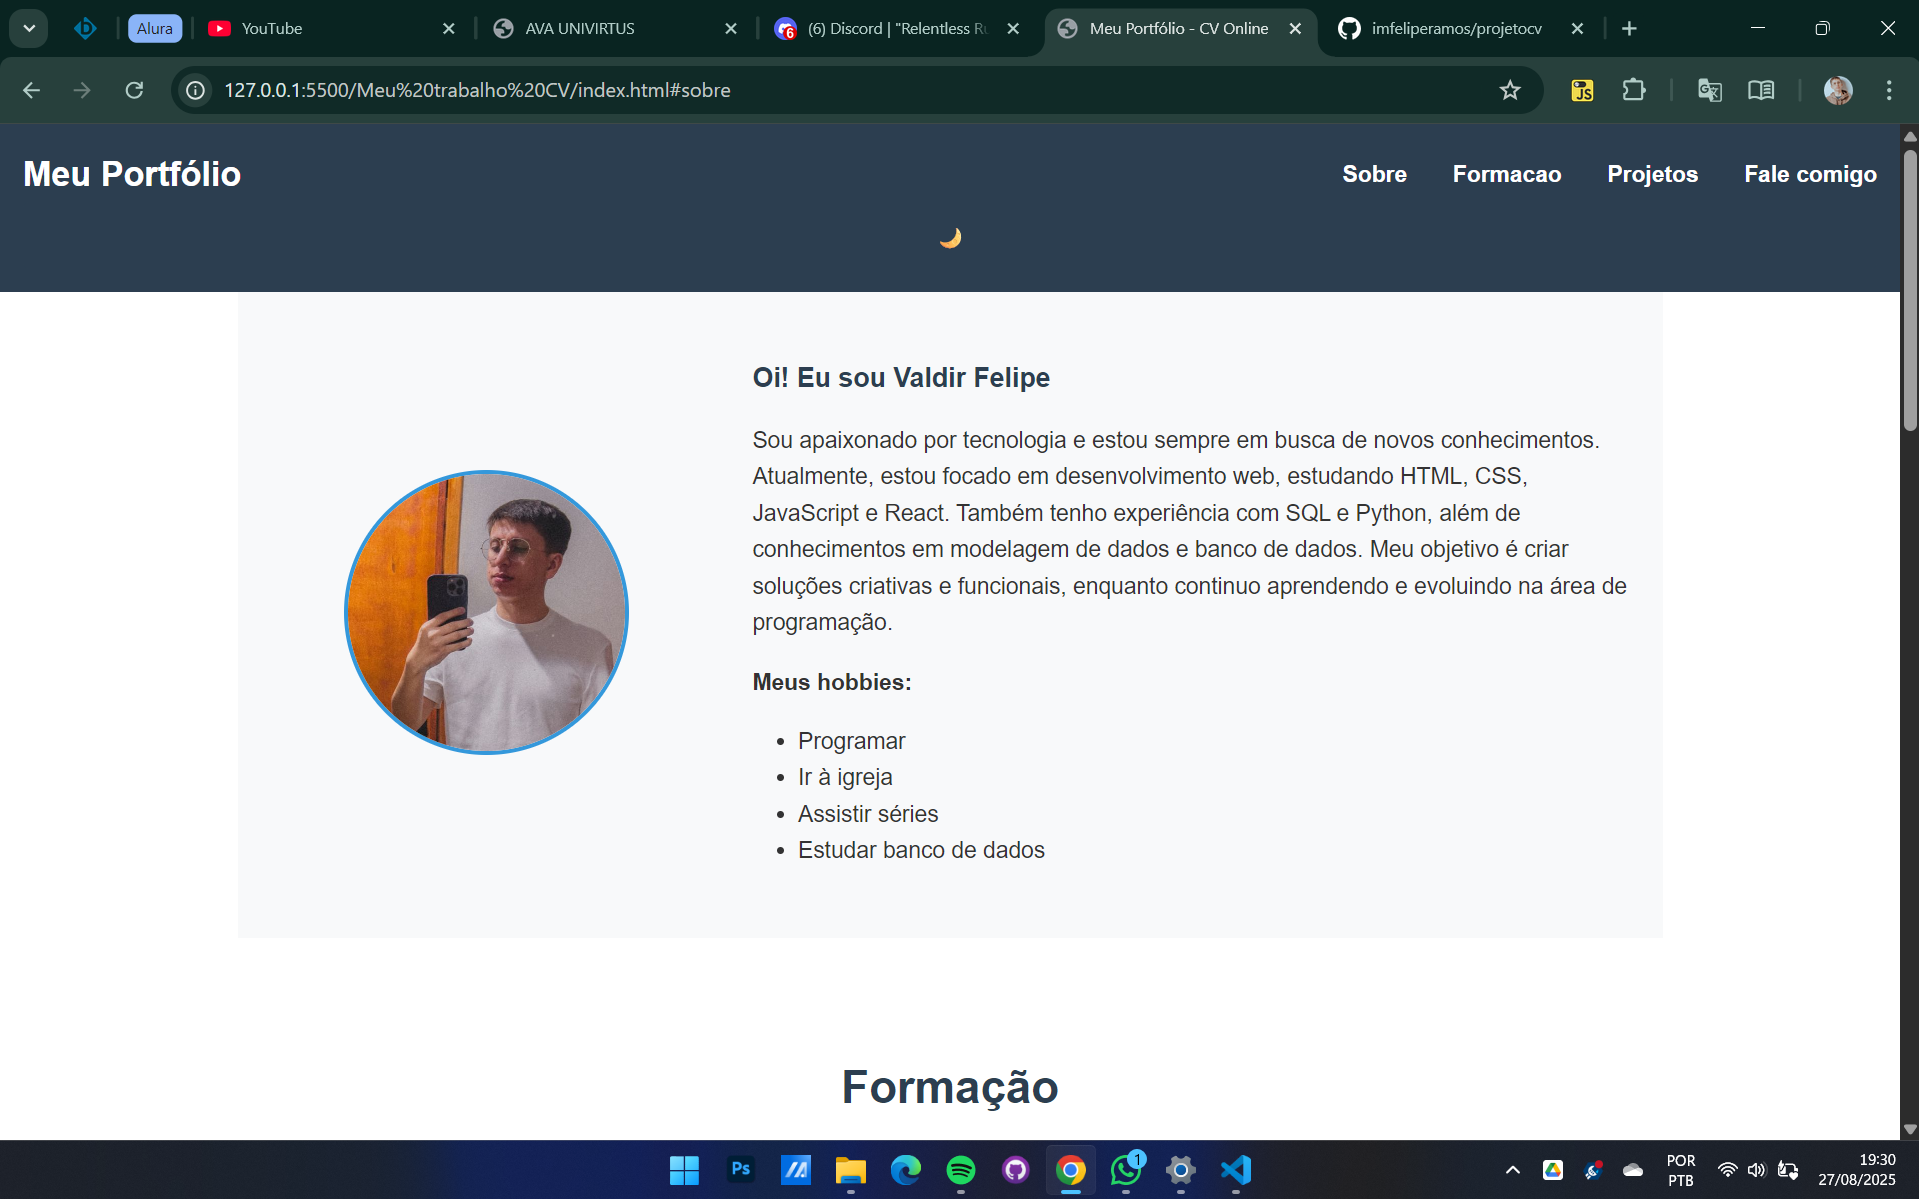 Alura
YouTube
AVA UNIVIRTUS
(6) Discord | "Relentless Ru
Meu Portfólio - CV Online
imfeliperamos/projetocv
127.0.0.1:5500/Meu%20trabalho%20CV/index.html#sobre
JS
Meu Portfólio
Sobre
Formacao
Projetos
Fale comigo
Oi! Eu sou Valdir Felipe
Sou apaixonado por tecnologia e estou sempre em busca de novos conhecimentos.
Atualmente, estou focado em desenvolvimento web, estudando HTML, CSS,
JavaScript e React. Também tenho experiência com SQL e Python, além de
conhecimentos em modelagem de dados e banco de dados. Meu objetivo é criar
soluções criativas e funcionais, enquanto continuo aprendendo e evoluindo na área de
programação.
Meus hobbies:
Programar
Ir à igreja
Assistir séries
Estudar banco de dados
Formação
Ps
1
POR
PTB
19:30
27/08/2025